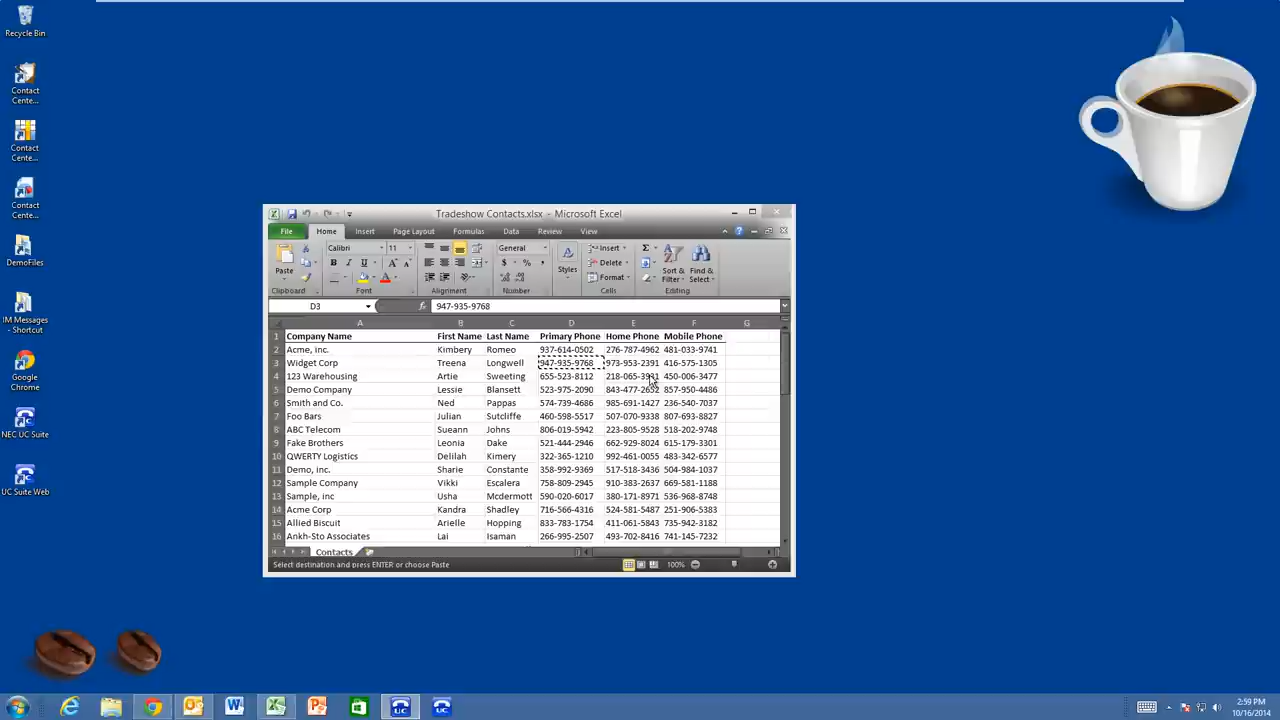 Recycle Bin
Contact
Cente...
Contact
Cente...
Contact
Cente...
DemoFiles
IM Messages
- Shortcut
Google
Chrome
NEC UC Suite
UC Suite Web
Tradeshow Contacts.xlsx - Microsoft Excel
File Home Insert Page Layout Formulas Data Review View
Paste Calibri 11 General Styles Insert Delete Format Sort & Filter Find & Select
Clipboard Font Alignment Number Cells Editing
D3 fx 947-935-9768
A B C D E F G
1 Company Name First Name Last Name Primary Phone Home Phone Mobile Phone
2 Acme, inc. Kimbery Romeo 937-614-0502 276-787-4962 481-033-9741
3 Widget Corp Treena Longwell 947-935-9768 973-953-2391 416-575-1305
4 123 Warehousing Artie Sweeting 655-523-8112 450-006-3477
5 Demo Company Lessie Blansett 523-975-2090 843-477-2652 857-950-4486
6 Smith and Co. Ned Pappas 574-739-4686 985-691-1427 236-540-7037
7 Foo Bars Julian Sutcliffe 460-598-5517 507-070-9338 807-693-8827
8 ABC Telecom Sueann Johns 806-019-5942 223-805-9528 518-202-9748
9 Fake Brothers Leonia Dake 521-444-2946 662-929-8024 615-179-3301
10 QWERTY Logistics Delilah Kimery 322-365-1210 992-461-0055 483-342-6577
11 Demo, inc. Sharie Constante 358-992-9369 517-518-3436 504-984-1037
12 Sample Company Vikki Escalera 758-809-2945 910-383-2637 669-581-1188
13 Sample, inc Usha Mcdermott 590-020-6017 380-171-8971 536-968-8748
14 Acme Corp Kandra Shadley 716-566-4316 524-581-5487 251-906-5383
15 Allied Biscuit Arielle Hopping 833-783-1754 411-061-5843 735-942-3182
16 Ankh-Sto Associates Lai Isaman 266-995-2507 493-702-8416 741-145-7232
Contacts
Select destination and press ENTER or choose Paste 100%
UC UC
2:59 PM
10/16/2014